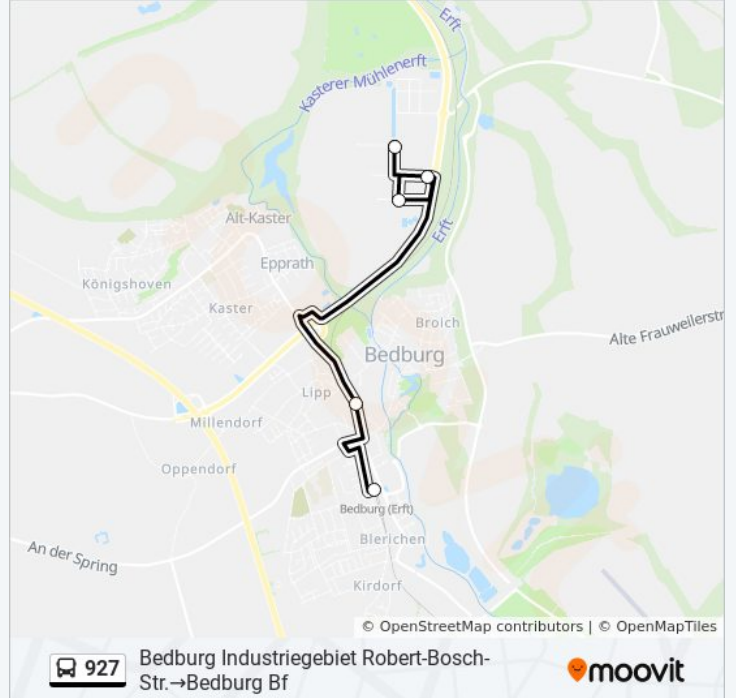 Erft
Kasterer Mühlenerft
Alt-Kaster
Erft
Epprath
Königshoven
Kaster
Broich
Alte Frauweilerstr
Bedburg
Lipp
Millendorf
Oppendorf
Bedburg (Erft)
Blerichen
An der Spring
Kirdorf
© OpenStreetMap contributors | © OpenMapTiles
927
Bedburg Industriegebiet Robert-Bosch-
Str.→Bedburg Bf
moovit